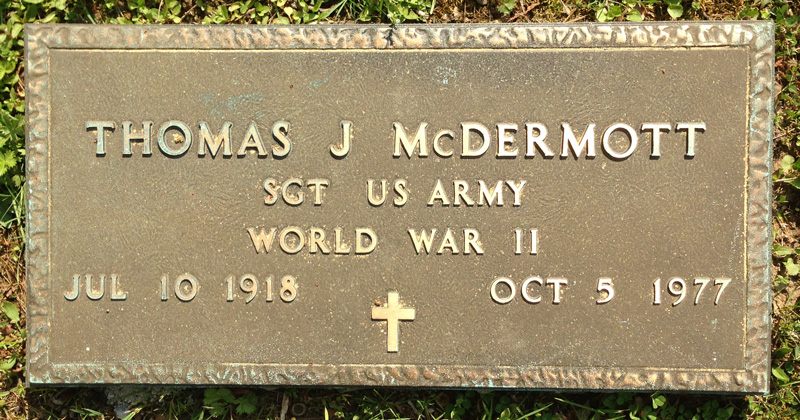 THOMAS J McDERMOTT
SGT US ARMY
WORLD WAR II
JUL 10 1918 OCT 5 1977